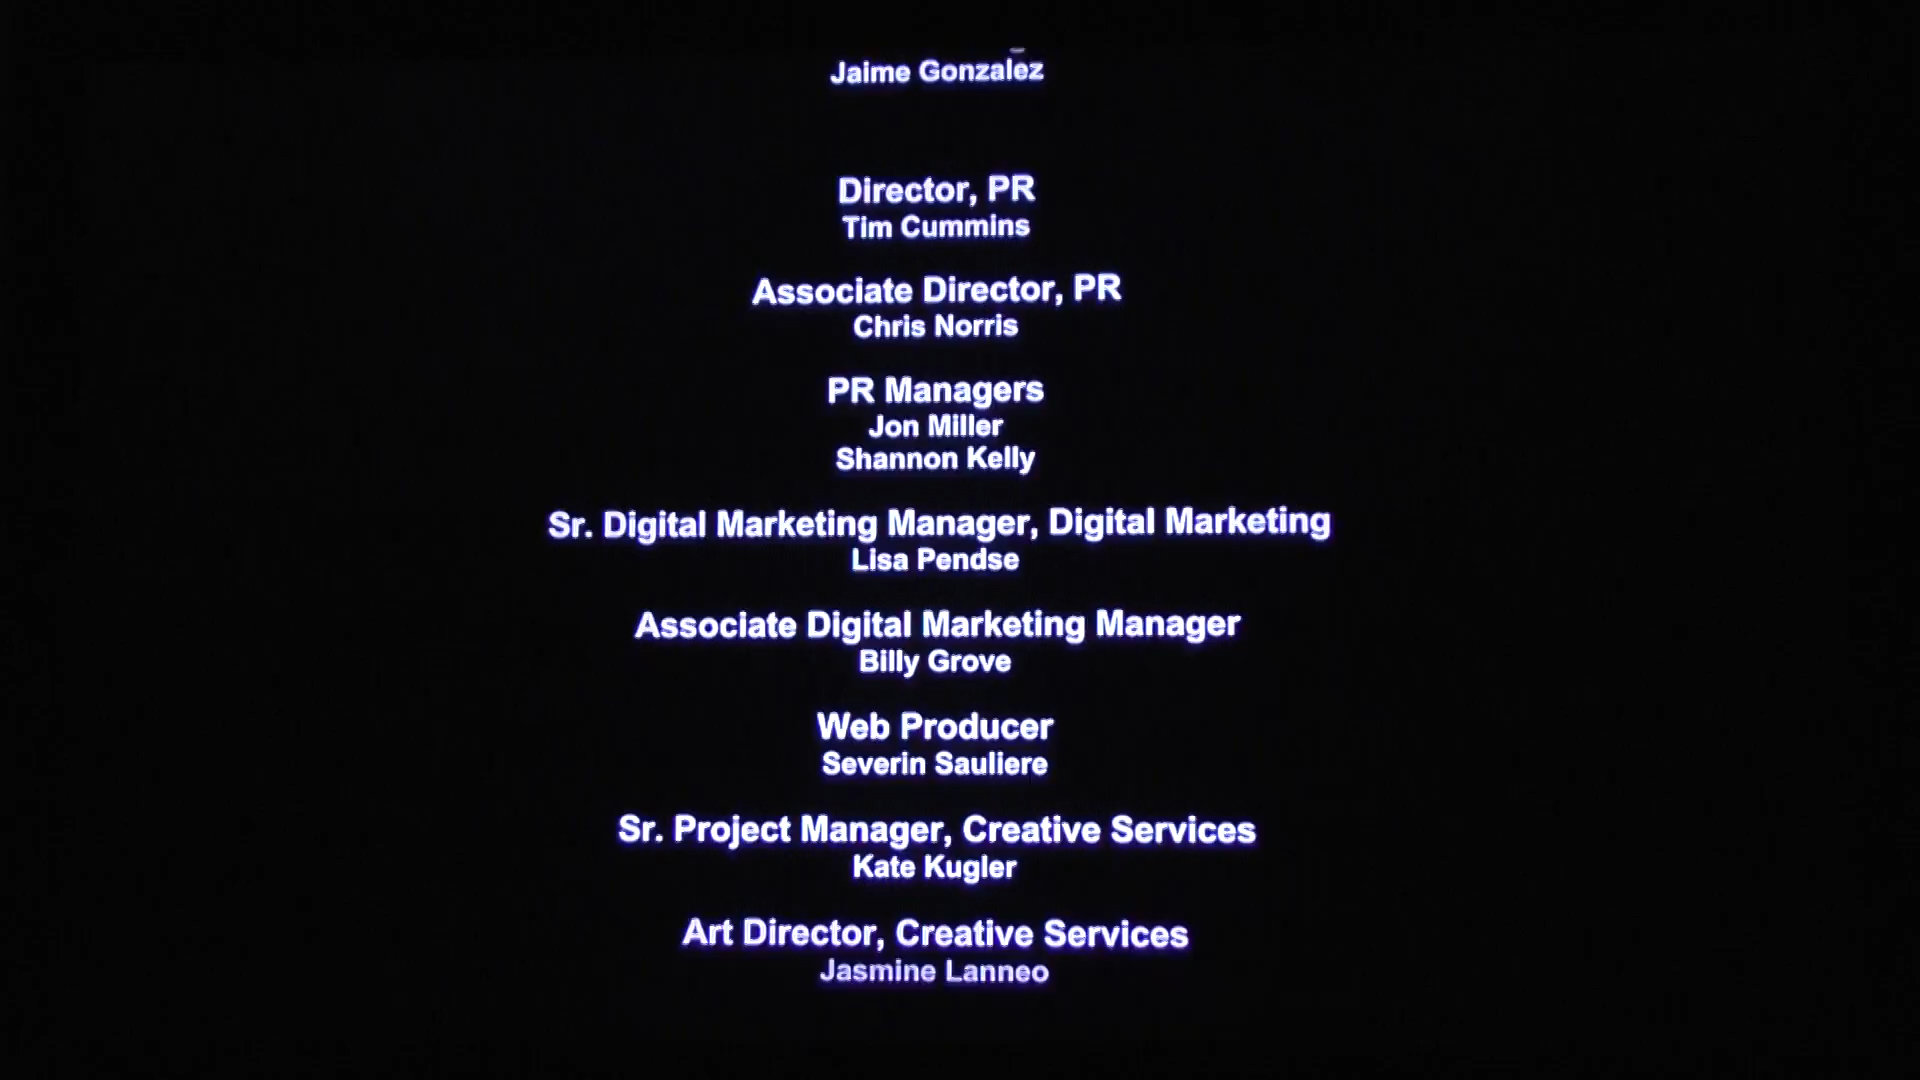 Jaime Gonzalez
Director, PR
Tim Cummins
Associate Director, PR
Chris Norris
PR Managers
Jon Miller
Shannon Kelly
Sr. Digital Marketing Manager, Digital Marketing
Lisa Pendse
Associate Digital Marketing Manager
Billy Grove
Web Producer
Severin Sauliere
Sr. Project Manager, Creative Services
Kate Kugler
Art Director, Creative Services
Jasmine Lanneo